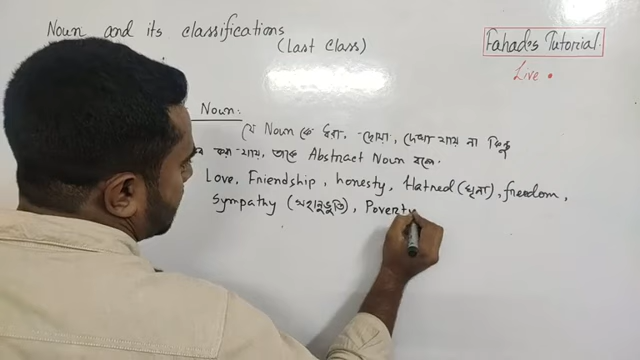 Noun and its classifications
(Last Class)
Fahad's Tutorial.
Live
Noun:
যে Noun কে ধরা, ছোয়া, দেখা যায় না কিন্তু
করা যায়, তাকে Abstract Noun বলে.
Love, Friendship, honesty, Hatred (ঘৃনা), freedom,
Sympathy (সহানুভূতি), Poverty